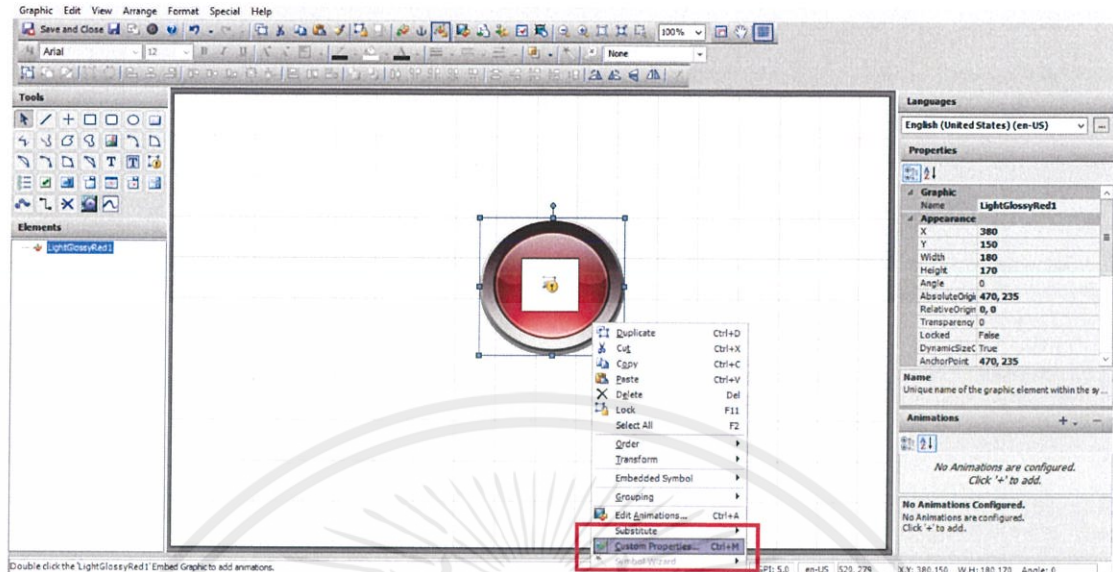 Graphic Edit View Arrange Format Special Help
Save and Close 100%
Arial 12 None
Tools
Elements
LightGlossyRed1
Duplicate Ctrl+D
Cut Ctrl+X
Copy Ctrl+C
Paste Ctrl+V
Delete Del
Lock F11
Select All F2
Order
Transform
Embedded Symbol
Grouping
Edit Animations... Ctrl+A
Substitute
Custom Properties... Ctrl+M
Symbol Wizard
Languages
English (United States) (en-US) ...
Properties
Graphic
Name LightGlossyRed1
Appearance
X 380
Y 150
Width 180
Height 170
Angle 0
AbsoluteOrigi 470, 235
RelativeOrigin 0, 0
Transparency 0
Locked False
DynamicSizeC True
AnchorPoint 470, 235
Name
Unique name of the graphic element within the sy...
Animations + -
No Animations are configured.
Click '+' to add.
No Animations Configured.
No Animations are configured.
Click '+' to add.
Double click the 'LightGlossyRed1' Embed Graphic to add anmations.
GPI: 5.0 en-US 520, 279 X,Y: 380,150 W,H: 180,170 Angle: 0